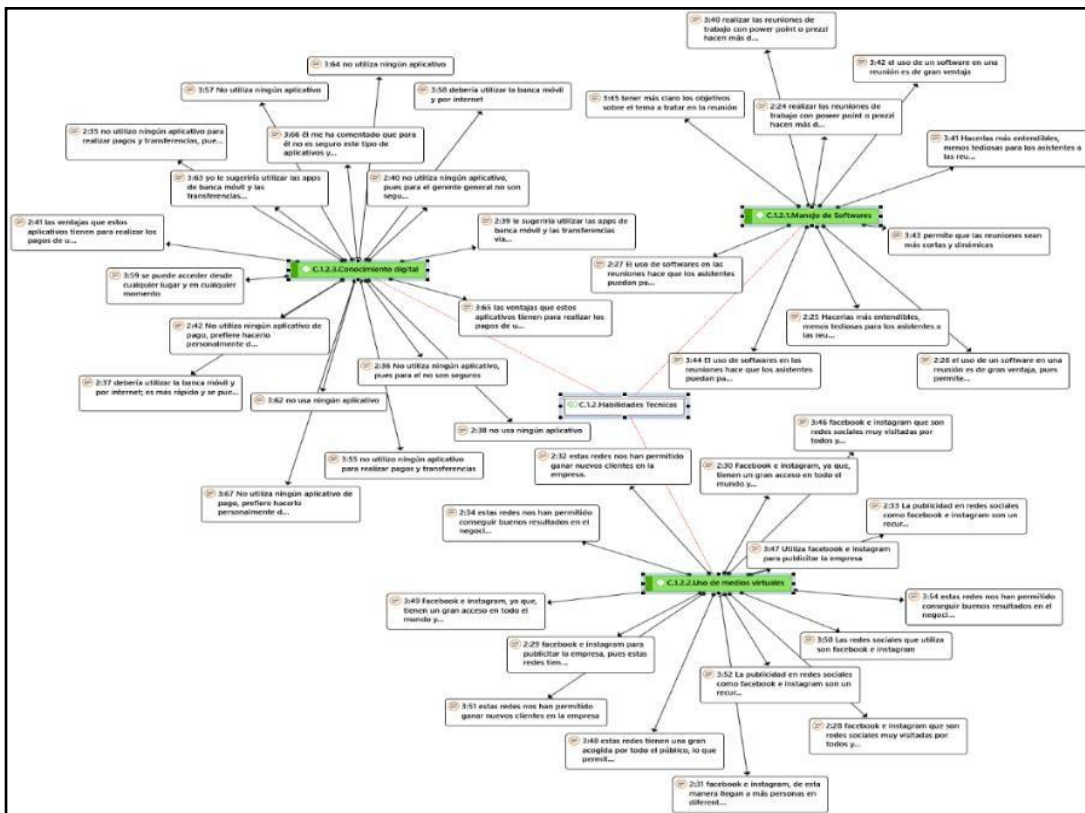 3:40 realizar las reuniones de
trabajo con power point o prezzi
hacen más d...
3:42 el uso de un software en una
reunión es de gran ventaja
3:45 tener más claro los objetivos
sobre el tema a tratar en la reunión
2:24 realizar las reuniones de
trabajo con power point o prezzi
hacen más d...
3:41 Hacerlas más entendibles,
menos tediosas para los asistentes a
las reu...
C.1.2.1.Manejo de Softwares
3:43 permite que las reuniones sean
más cortas y dinámicas
2:27 El uso de softwares en las
reuniones hace que los asistentes
puedan pa...
2:25 Hacerlas más entendibles,
menos tediosas para los asistentes a
las reu...
3:44 El uso de softwares en las
reuniones hace que los asistentes
puedan pa...
2:26 el uso de un software en una
reunión es de gran ventaja, pues
permite...
3:64 no utiliza ningún aplicativo
3:57 No utiliza ningún aplicativo
3:58 debería utilizar la banca móvil
y por internet
2:35 no utilizo ningún aplicativo para
realizar pagos y transferencias, pue...
3:66 él me ha comentado que para
él no es seguro este tipo de
aplicativos y...
3:63 yo le sugeriría utilizar las apps
de banca móvil y las
transferencias...
2:40 no utiliza ningún aplicativo,
pues para el gerente general no son
segu...
2:41 las ventajas que estos
aplicativos tienen para realizar los
pagos de u...
2:39 le sugeriría utilizar las apps de
banca móvil y las transferencias
vía...
C.1.2.3.Conocimiento digital
3:59 se puede acceder desde
cualquier lugar y en cualquier
momento
3:65 las ventajas que estos
aplicativos tienen para realizar los
pagos de u...
2:42 No utiliza ningún aplicativo de
pago, prefiere hacerlo
personalmente d...
2:36 No utiliza ningún aplicativo,
pues para el no son seguros
2:37 debería utilizar la banca móvil y
por internet; es más rápido y se pue...
3:62 no usa ningún aplicativo
2:38 no usa ningún aplicativo
3:55 no utilizo ningún aplicativo
para realizar pagos y transferencias
3:67 No utiliza ningún aplicativo de
pago, prefiere hacerlo
personalmente d...
C.1.2.Habilidades Tecnicas
3:46 facebook e instagram que son
redes sociales muy visitadas por
todos y...
2:32 estas redes nos han permitido
ganar nuevos clientes en la
empresa.
2:30 Facebook e instagram, ya que,
tienen un gran acceso en todo el
mundo y...
2:34 estas redes nos han permitido
conseguir buenos resultados en el
negoci...
2:33 La publicidad en redes sociales
como facebook e instagram son un
recur...
3:47 Utiliza facebook e instagram
para publicitar la empresa
C.1.2.2.Uso de medios virtuales
3:49 Facebook e instagram, ya que,
tienen un gran acceso en todo el
mundo y...
3:54 estas redes nos han permitido
conseguir buenos resultados en el
negoci...
2:29 facebook e instagram para
publicitar la empresa, pues estas
redes tien...
3:50 Las redes sociales que utiliza
son facebook e instagram
3:52 La publicidad en redes sociales
como facebook e instagram son un
recur...
3:51 estas redes nos han permitido
ganar nuevos clientes en la empresa
2:28 facebook e instagram que son
redes sociales muy visitadas por
todos y...
3:48 estas redes tienen una gran
acogida por todo el público, lo que
permit...
2:31 facebook e instagram, de esta
manera llegan a más personas en
diferent...